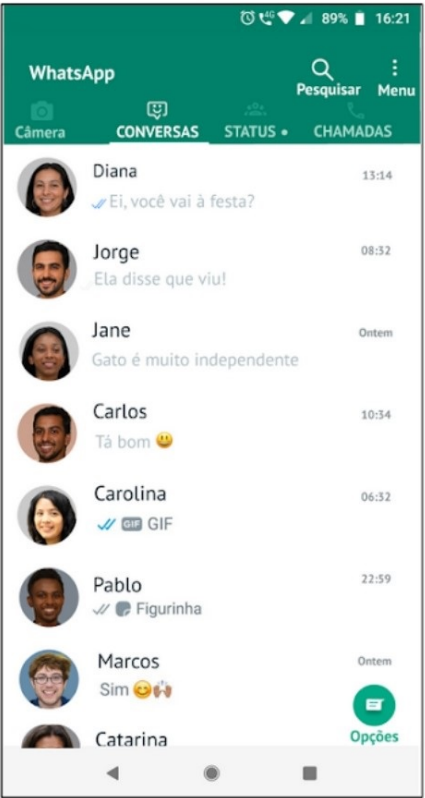 89% 16:21
WhatsApp
Pesquisar Menu
Câmera CONVERSAS STATUS • CHAMADAS
Diana 13:14
Ei, você vai à festa?
Jorge 08:32
Ela disse que viu!
Jane Ontem
Gato é muito independente
Carlos 10:34
Tá bom 😃
Carolina 06:32
GIF GIF
Pablo 22:59
Figurinha
Marcos Ontem
Sim 😊🙌🏽
Opções
Catarina